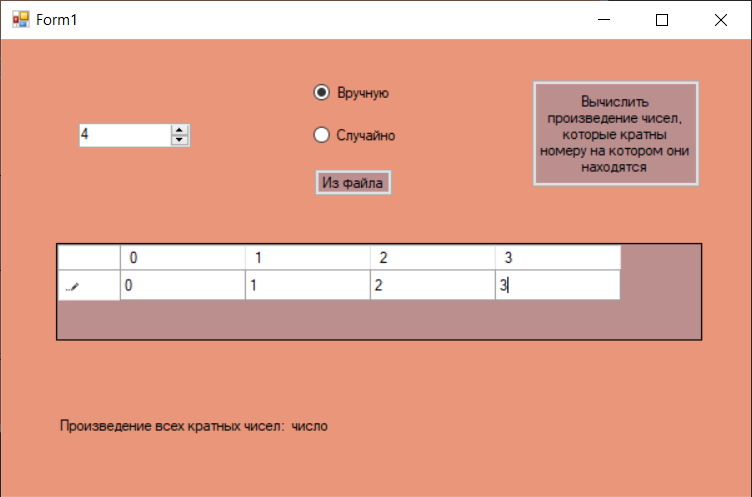 Form1
Вручную
4
Случайно
Из файла
Вычислить
произведение чисел,
которые кратны
номеру на котором они
находятся
0 1 2 3
0 1 2 3
Произведение всех кратных чисел: число